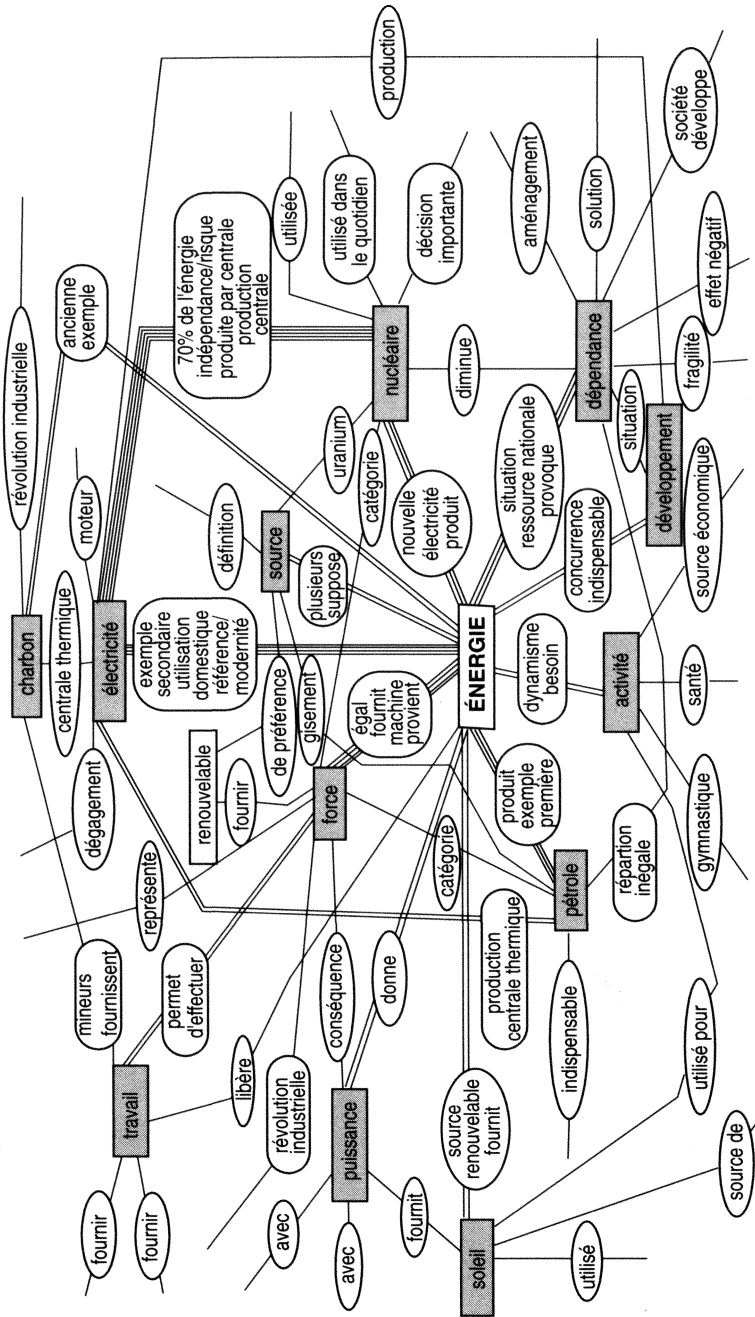 révolution industrielle
charbon
ancienne
exemple
centrale thermique
moteur
électricité
dégagement
mineurs
fournissent
production
70% de l'énergie
indépendance/risque
produite par centrale
production
centrale
exemple
secondaire
utilisation
domestique
référence/
modernité
travail
fournir
fournir
permet
d'effectuer
représente
renouvelable
fournir
de préférence
gisement
définition
source
plusieurs
suppose
uranium
catégorie
utilisée
utilisé dans
le quotidien
décision
importante
nucléaire
diminue
nouvelle
électricité
produit
libère
force
égal
fournit
machine
provient
révolution
industrielle
conséquence
puissance
avec
avec
fournit
donne
catégorie
ÉNERGIE
situation
ressource nationale
provoque
aménagement
solution
société
développe
dépendance
effet négatif
fragilité
situation
développement
concurrence
indispensable
source économique
dynamisme
besoin
activité
santé
gymnastique
produit
exemple
première
pétrole
répartion
inégale
production
centrale thermique
indispensable
source
renouvelable
fournit
soleil
utilisé
utilisé pour
source de